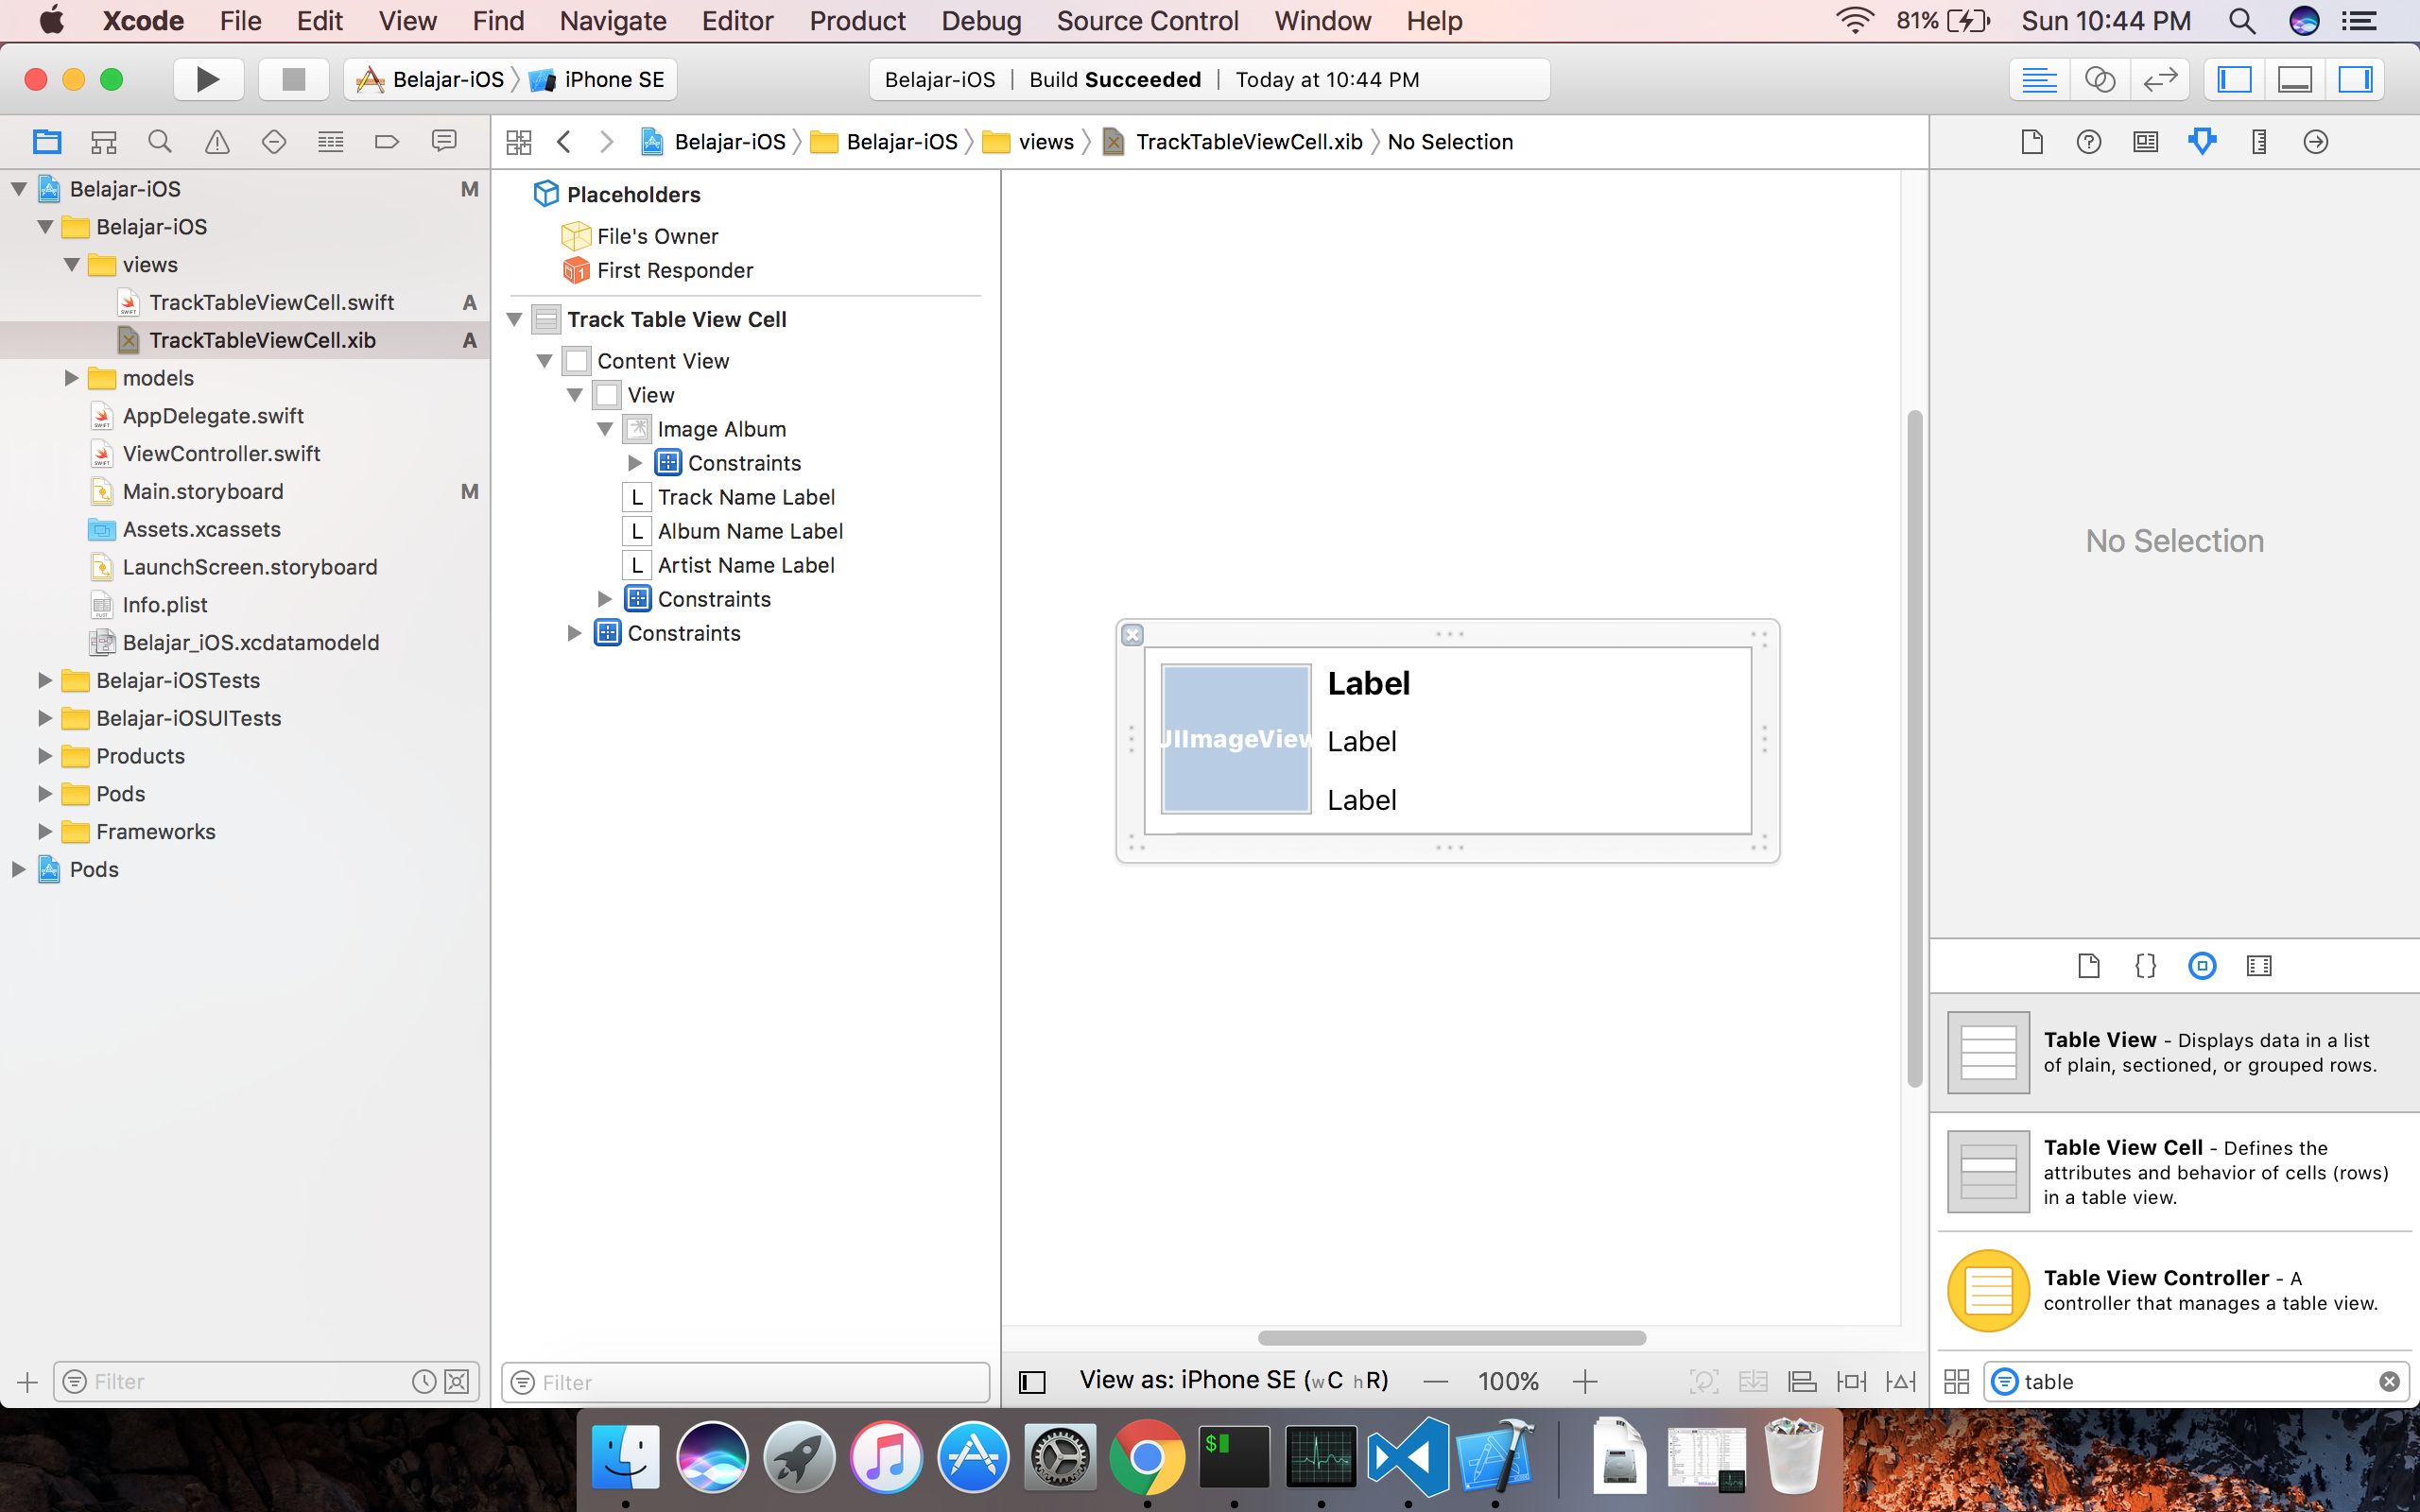 Xcode File Edit View Find Navigate Editor Product Debug Source Control Window Help 81% Sun 10:44 PM
Belajar-iOS iPhone SE Belajar-iOS | Build Succeeded | Today at 10:44 PM
Belajar-iOS Belajar-iOS views TrackTableViewCell.xib No Selection
Belajar-iOS M
Belajar-iOS
views
TrackTableViewCell.swift A
TrackTableViewCell.xib A
models
AppDelegate.swift
ViewController.swift
Main.storyboard M
Assets.xcassets
LaunchScreen.storyboard
Info.plist
Belajar_iOS.xcdatamodeld
Belajar-iOSTests
Belajar-iOSUITests
Products
Pods
Frameworks
Pods
Filter
Placeholders
File's Owner
First Responder
Track Table View Cell
Content View
View
Image Album
Constraints
L Track Name Label
L Album Name Label
L Artist Name Label
Constraints
Constraints
Filter
UIImageView
Label
Label
Label
View as: iPhone SE (wC hR) 100%
No Selection
Table View - Displays data in a list
of plain, sectioned, or grouped rows.
Table View Cell - Defines the
attributes and behavior of cells (rows)
in a table view.
Table View Controller - A
controller that manages a table view.
table